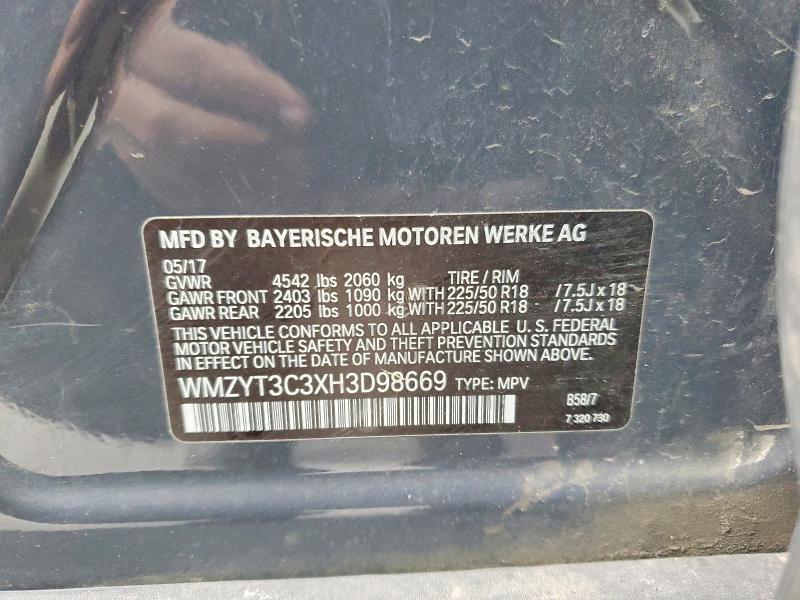 MFD BY BAYERISCHE MOTOREN WERKE AG
05/17
GVWR 4542 lbs 2060 kg TIRE / RIM
GAWR FRONT 2403 lbs 1090 kg WITH 225/50 R18 / 7.5J x 18
GAWR REAR 2205 lbs 1000 kg WITH 225/50 R18 / 7.5J x 18
THIS VEHICLE CONFORMS TO ALL APPLICABLE U. S. FEDERAL
MOTOR VEHICLE SAFETY AND THEFT PREVENTION STANDARDS
IN EFFECT ON THE DATE OF MANUFACTURE SHOWN ABOVE.
WMZYT3C3XH3D98669 TYPE: MPV
B58/7
7 320 730